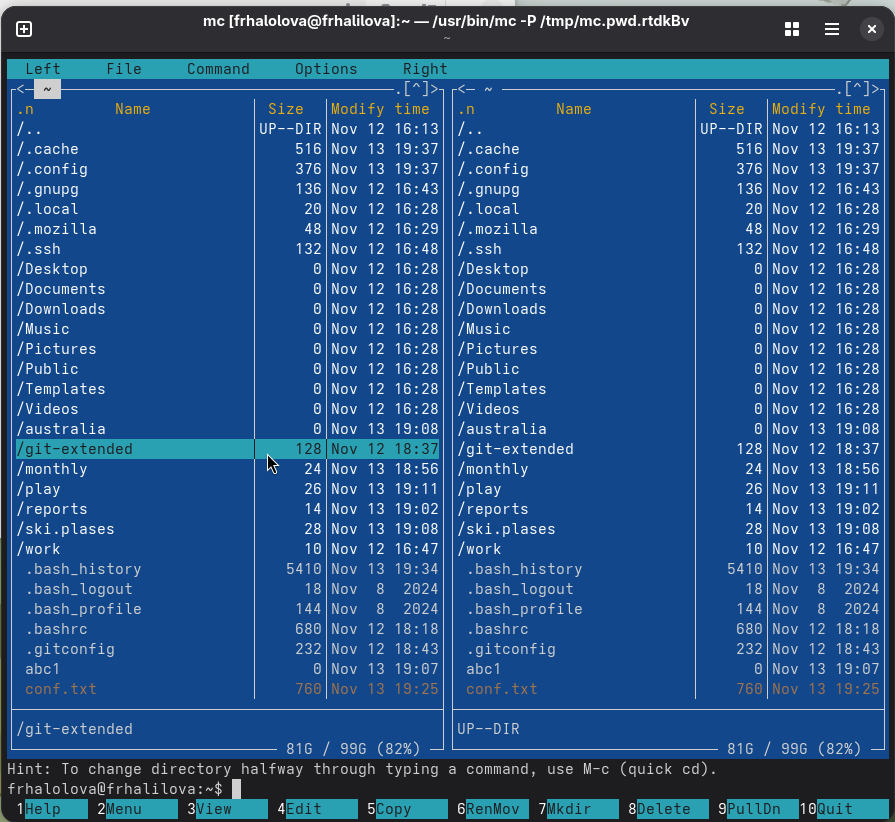 mc [frhalolova@frhalilova]:~ — /usr/bin/mc -P /tmp/mc.pwd.rtdkBv
~
Left File Command Options Right
<─ ~ .[^]>
.n Name Size Modify time
/.. UP--DIR Nov 12 16:13
/.cache 516 Nov 13 19:37
/.config 376 Nov 13 19:37
/.gnupg 136 Nov 12 16:43
/.local 20 Nov 12 16:28
/.mozilla 48 Nov 12 16:29
/.ssh 132 Nov 12 16:48
/Desktop 0 Nov 12 16:28
/Documents 0 Nov 12 16:28
/Downloads 0 Nov 12 16:28
/Music 0 Nov 12 16:28
/Pictures 0 Nov 12 16:28
/Public 0 Nov 12 16:28
/Templates 0 Nov 12 16:28
/Videos 0 Nov 12 16:28
/australia 0 Nov 13 19:08
/git-extended 128 Nov 12 18:37
/monthly 24 Nov 13 18:56
/play 26 Nov 13 19:11
/reports 14 Nov 13 19:02
/ski.plases 28 Nov 13 19:08
/work 10 Nov 12 16:47
.bash_history 5410 Nov 13 19:34
.bash_logout 18 Nov 8 2024
.bash_profile 144 Nov 8 2024
.bashrc 680 Nov 12 18:18
.gitconfig 232 Nov 12 18:43
abc1 0 Nov 13 19:07
conf.txt 760 Nov 13 19:25
/git-extended
81G / 99G (82%)
<─ ~ .[^]>
.n Name Size Modify time
/.. UP--DIR Nov 12 16:13
/.cache 516 Nov 13 19:37
/.config 376 Nov 13 19:37
/.gnupg 136 Nov 12 16:43
/.local 20 Nov 12 16:28
/.mozilla 48 Nov 12 16:29
/.ssh 132 Nov 12 16:48
/Desktop 0 Nov 12 16:28
/Documents 0 Nov 12 16:28
/Downloads 0 Nov 12 16:28
/Music 0 Nov 12 16:28
/Pictures 0 Nov 12 16:28
/Public 0 Nov 12 16:28
/Templates 0 Nov 12 16:28
/Videos 0 Nov 12 16:28
/australia 0 Nov 13 19:08
/git-extended 128 Nov 12 18:37
/monthly 24 Nov 13 18:56
/play 26 Nov 13 19:11
/reports 14 Nov 13 19:02
/ski.plases 28 Nov 13 19:08
/work 10 Nov 12 16:47
.bash_history 5410 Nov 13 19:34
.bash_logout 18 Nov 8 2024
.bash_profile 144 Nov 8 2024
.bashrc 680 Nov 12 18:18
.gitconfig 232 Nov 12 18:43
abc1 0 Nov 13 19:07
conf.txt 760 Nov 13 19:25
UP--DIR
81G / 99G (82%)
Hint: To change directory halfway through typing a command, use M-c (quick cd).
frhalolova@frhalilova:~$
1Help 2Menu 3View 4Edit 5Copy 6RenMov 7Mkdir 8Delete 9PullDn 10Quit